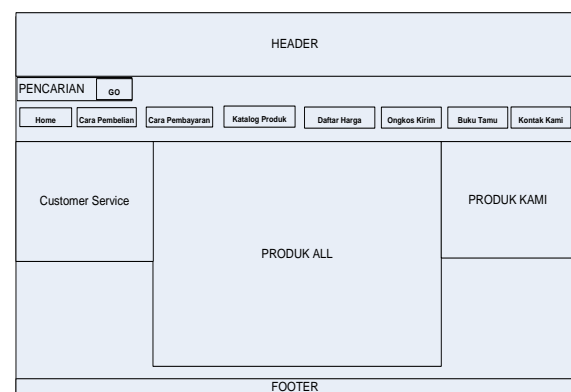 HEADER
PENCARIAN GO
Home Cara Pembelian Cara Pembayaran Katalog Produk Daftar Harga Ongkos Kirim Buku Tamu Kontak Kami
Customer Service
PRODUK KAMI
PRODUK ALL
FOOTER